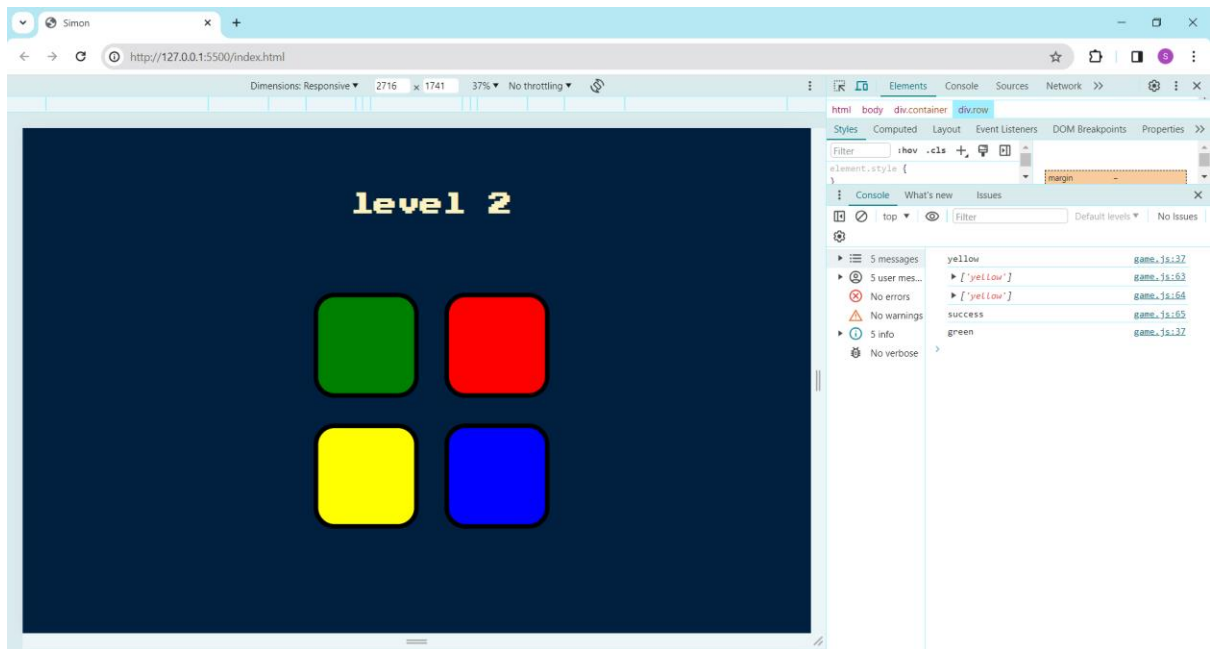 Simon
http://127.0.0.1:5500/index.html
S
Dimensions: Responsive 2716 x 1741 37% No throttling
Elements Console Sources Network
html body div.container div.row
Styles Computed Layout Event Listeners DOM Breakpoints Properties
Filter :hov .cls
element.style {
}
margin -
level 2
Console What's new Issues
top Filter Default levels No Issues
5 messages
5 user mes...
No errors
No warnings
5 info
No verbose
yellow game.js:37
['yellow'] game.js:63
['yellow'] game.js:64
success game.js:65
green game.js:37